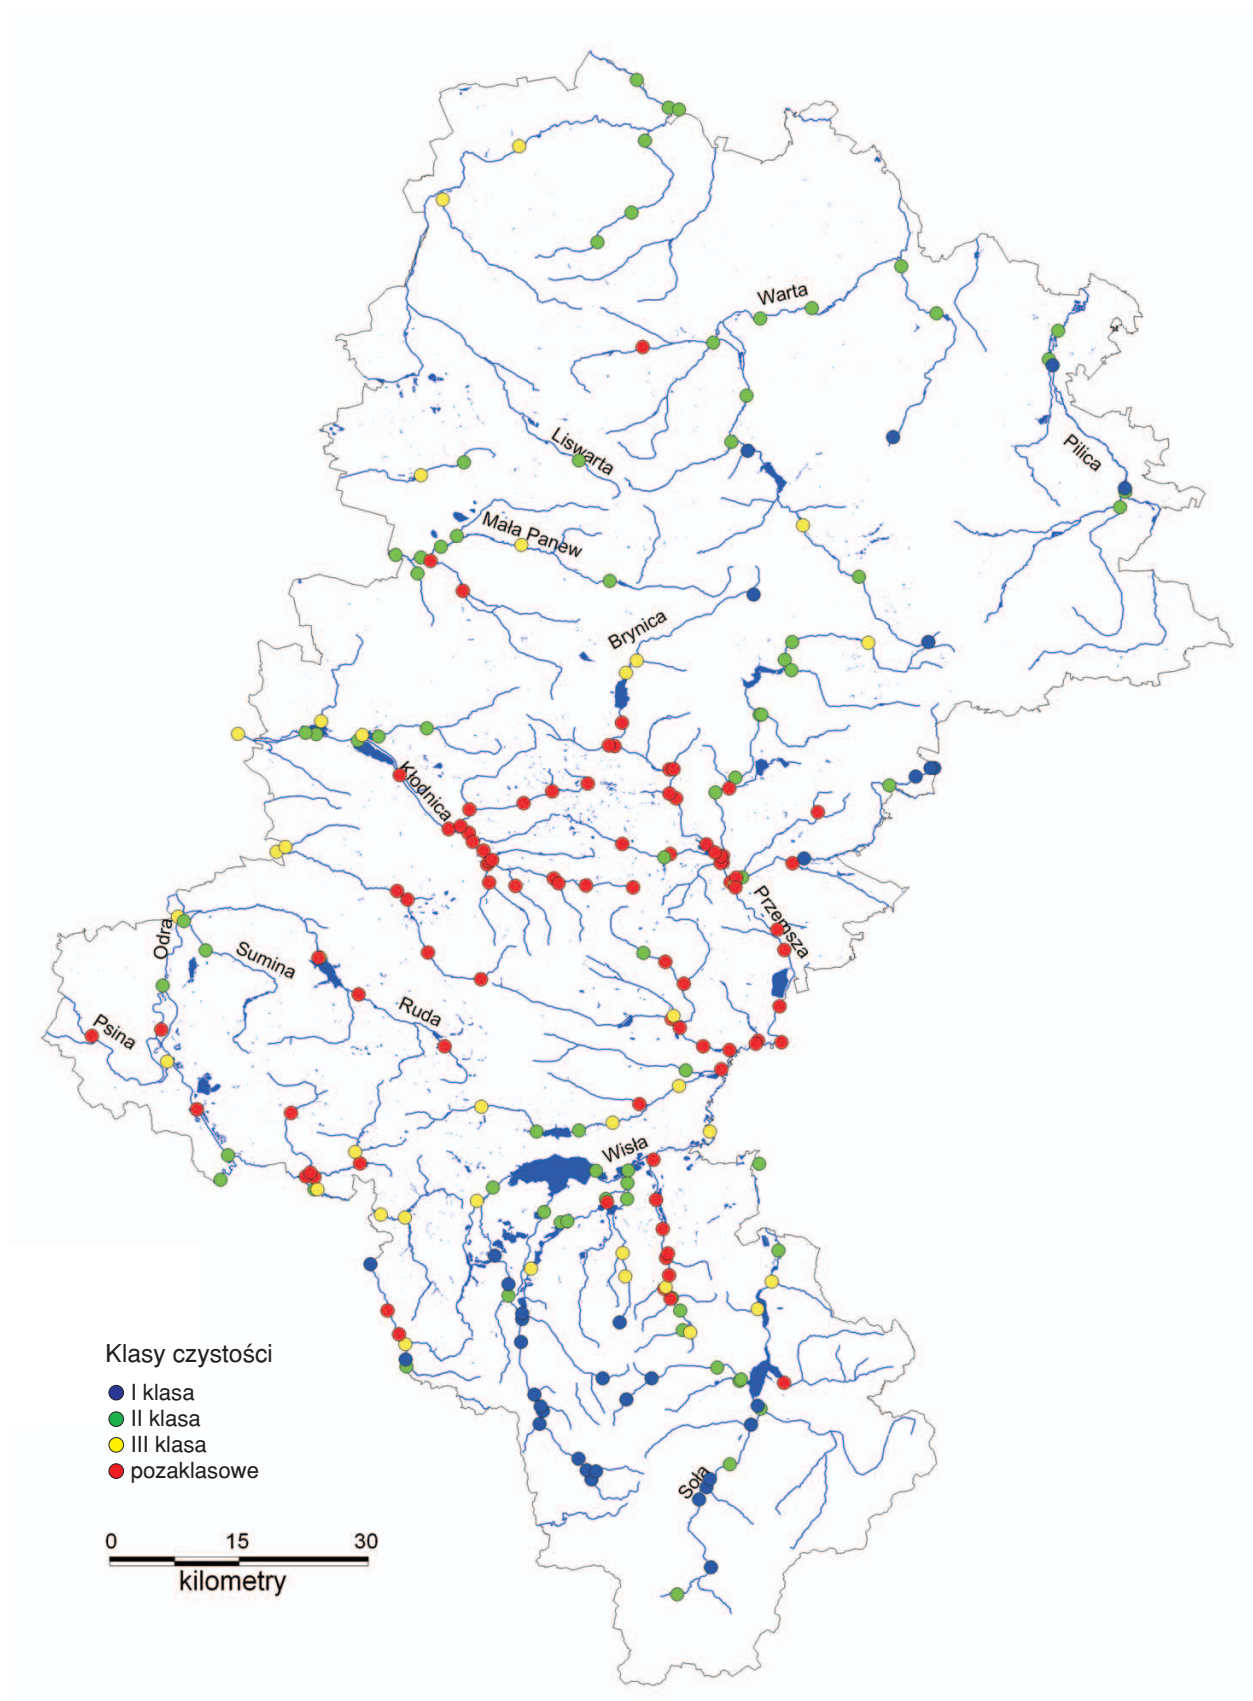 Warta
Liswarta
Pilica
Mała Panew
Brynica
Kłodnica
Przemsza
Odra
Sumina
Ruda
Psina
Wisła
Soła
Klasy czystości
I klasa
II klasa
III klasa
pozaklasowe
0 15 30
kilometry